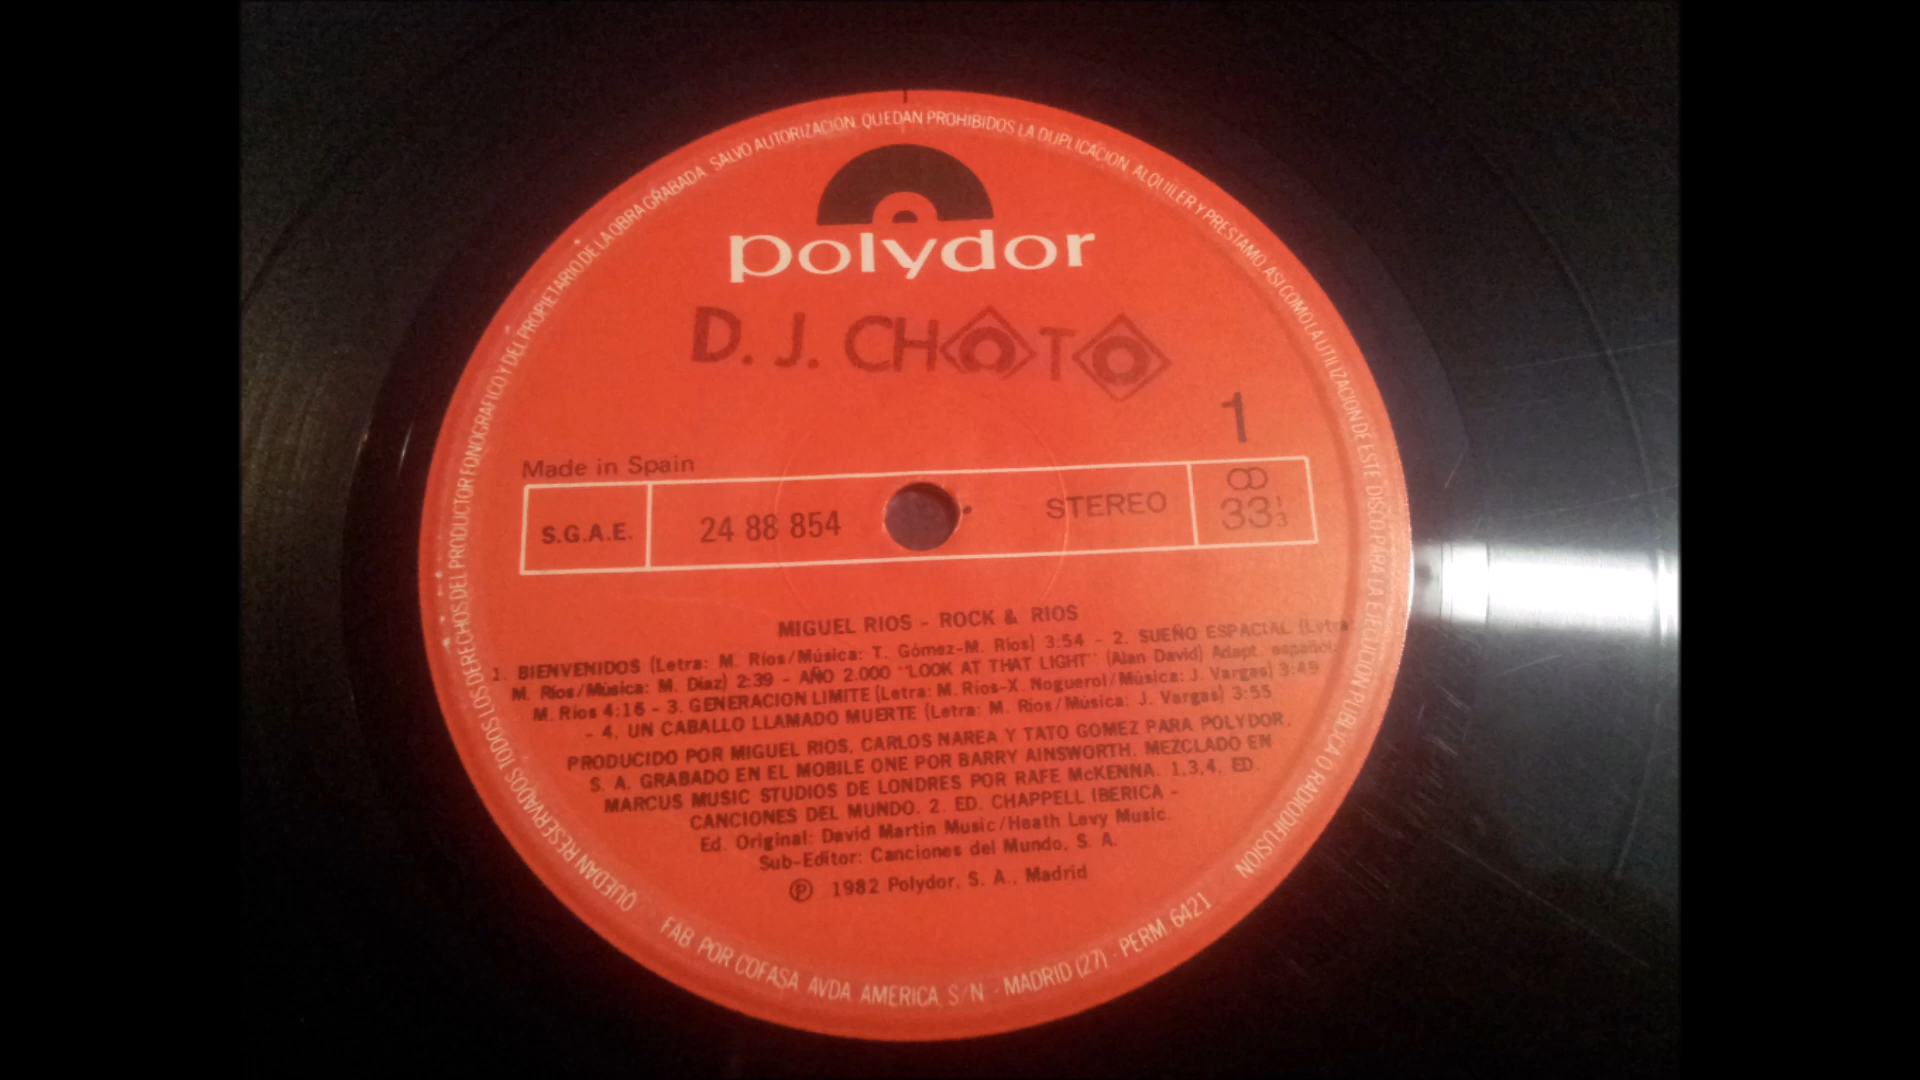 QUEDAN RESERVADOS TODOS LOS DERECHOS DEL PRODUCTOR FONOGRAFICO Y DEL PROPIETARIO DE LA OBRA GRABADA. SALVO AUTORIZACION. QUEDAN PROHIBIDOS LA DUPLICACION. ALQUILER Y PRESTAMO. ASI COMO LA UTILIZACION DE ESTE DISCO PARA LA EJECUCION PUBLICA O RADIODIFUSION
polydor
D. J. CHOTO
1
Made in Spain
S.G.A.E.
24 88 854
STEREO
33 1/3
MIGUEL RIOS - ROCK & RIOS
1. BIENVENIDOS (Letra: M. Ríos/Música: T. Gómez-M. Ríos) 3:54 - 2. SUEÑO ESPACIAL (Letra:
M. Ríos/Música: M. Díaz) 2:39 - AÑO 2.000 "LOOK AT THAT LIGHT" (Alan David) Adapt. español:
M. Ríos 4:16 - 3. GENERACION LIMITE (Letra: M. Ríos-X. Noguerol/Música: J. Vargas) 3:49
- 4. UN CABALLO LLAMADO MUERTE (Letra: M. Ríos/Música: J. Vargas) 3:55
PRODUCIDO POR MIGUEL RIOS, CARLOS NAREA Y TATO GOMEZ PARA POLYDOR,
S. A. GRABADO EN EL MOBILE ONE POR BARRY AINSWORTH. MEZCLADO EN
MARCUS MUSIC STUDIOS DE LONDRES POR RAFE McKENNA. 1,3,4, ED.
CANCIONES DEL MUNDO. 2. ED. CHAPPELL IBERICA -
Ed. Original: David Martin Music/Heath Levy Music.
Sub-Editor: Canciones del Mundo, S. A.
Ⓟ 1982 Polydor, S. A., Madrid
FAB. POR COFASA AVDA. AMERICA, S/N - MADRID (27) - PERM. 6421